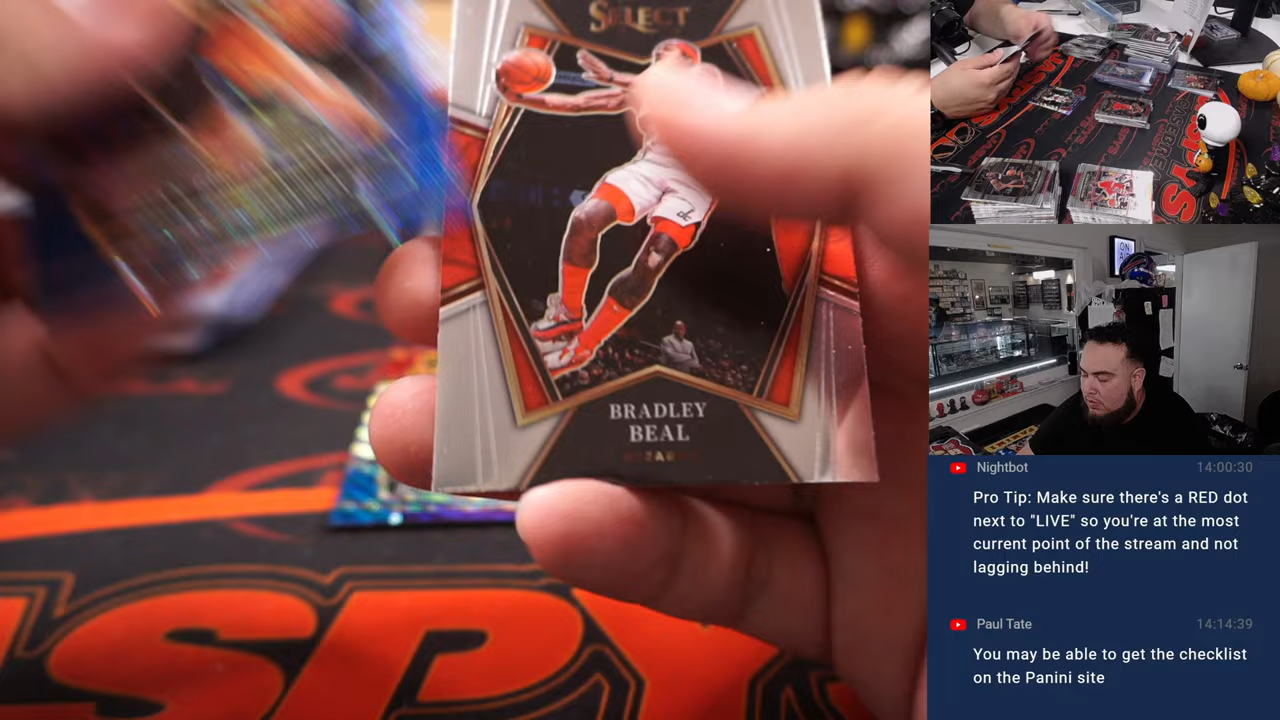 SELECT
BRADLEY
BEAL
SPY
ON
Nightbot
14:00:30
Pro Tip: Make sure there's a RED dot
next to "LIVE" so you're at the most
current point of the stream and not
lagging behind!
Paul Tate
14:14:39
You may be able to get the checklist
on the Panini site